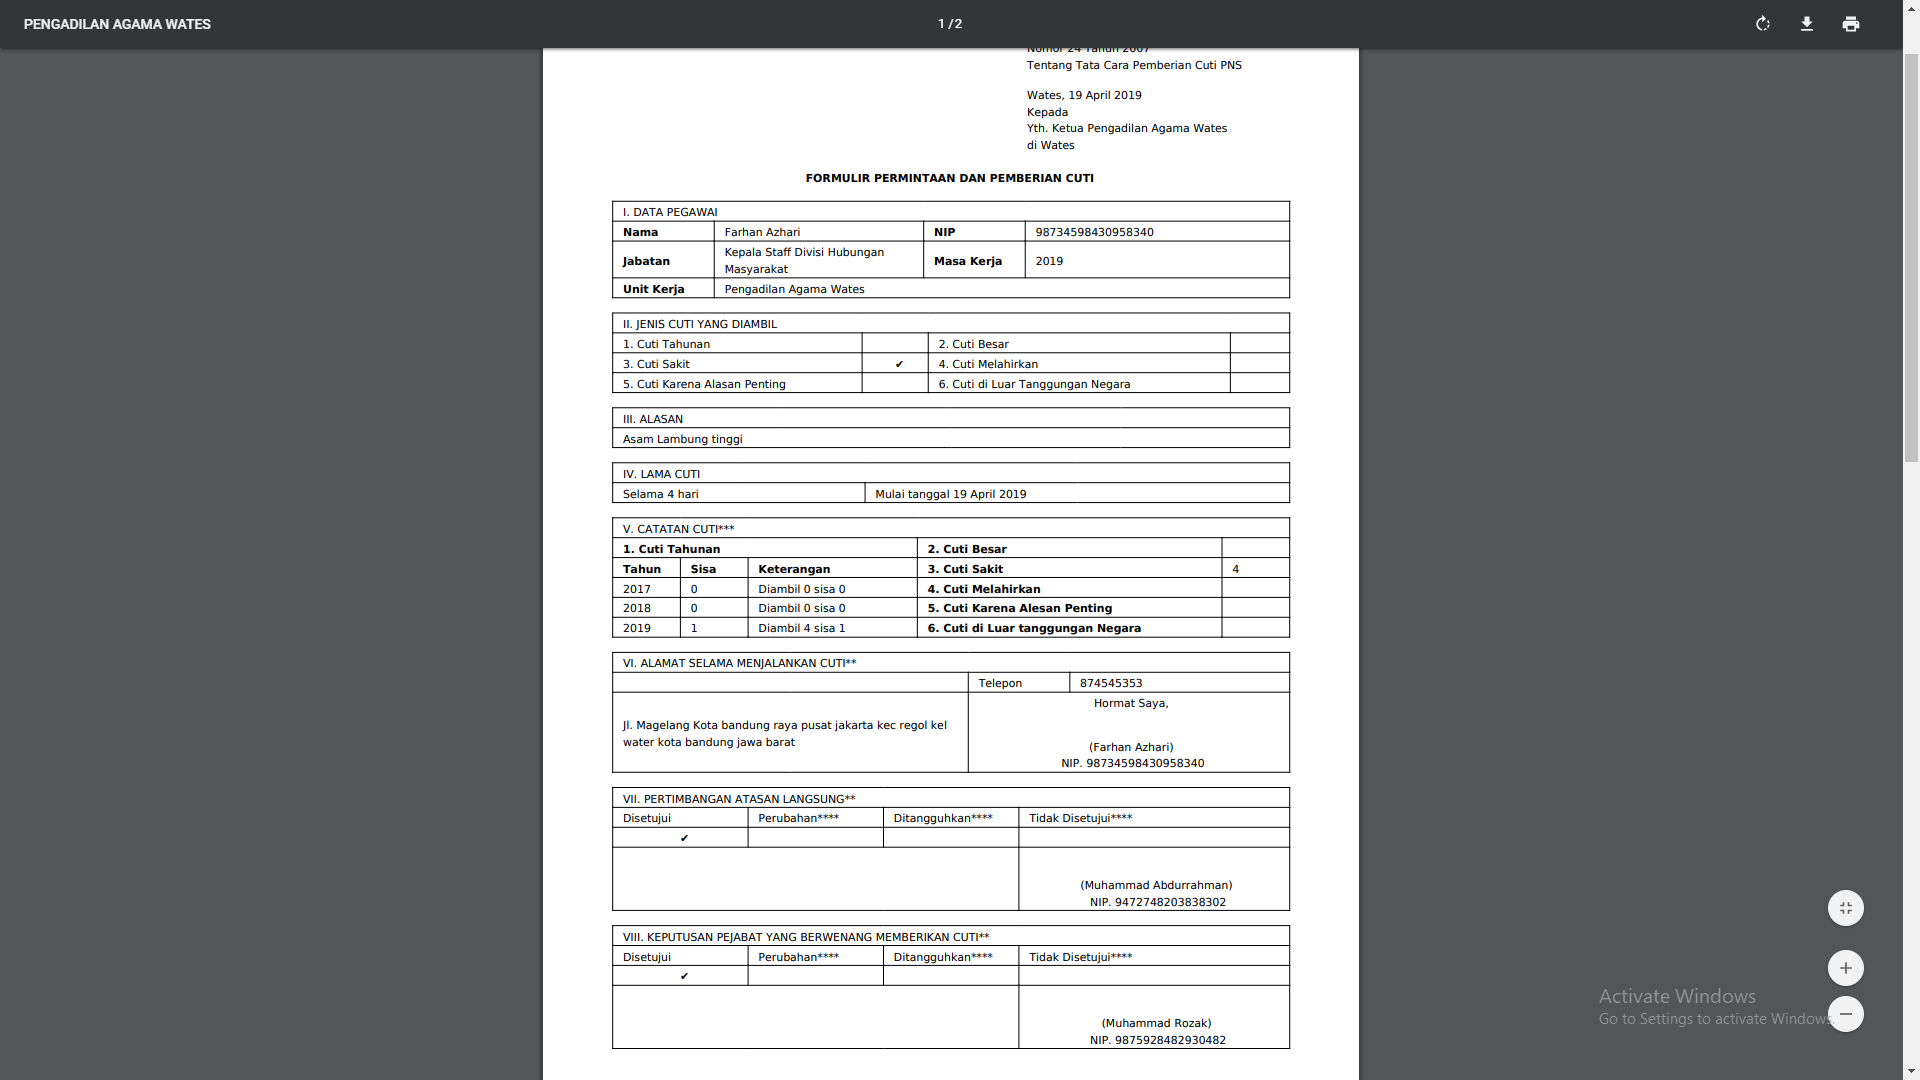 PENGADILAN AGAMA WATES
1 / 2
Nomor 24 Tahun 2007
Tentang Tata Cara Pemberian Cuti PNS
Wates, 19 April 2019
Kepada
Yth. Ketua Pengadilan Agama Wates
di Wates
FORMULIR PERMINTAAN DAN PEMBERIAN CUTI
I. DATA PEGAWAI
Nama Farhan Azhari NIP 98734598430958340
Jabatan Kepala Staff Divisi Hubungan Masyarakat Masa Kerja 2019
Unit Kerja Pengadilan Agama Wates
II. JENIS CUTI YANG DIAMBIL
1. Cuti Tahunan 2. Cuti Besar
3. Cuti Sakit ✔ 4. Cuti Melahirkan
5. Cuti Karena Alasan Penting 6. Cuti di Luar Tanggungan Negara
III. ALASAN
Asam Lambung tinggi
IV. LAMA CUTI
Selama 4 hari Mulai tanggal 19 April 2019
V. CATATAN CUTI***
1. Cuti Tahunan 2. Cuti Besar
Tahun Sisa Keterangan 3. Cuti Sakit 4
2017 0 Diambil 0 sisa 0 4. Cuti Melahirkan
2018 0 Diambil 0 sisa 0 5. Cuti Karena Alesan Penting
2019 1 Diambil 4 sisa 1 6. Cuti di Luar tanggungan Negara
VI. ALAMAT SELAMA MENJALANKAN CUTI**
Telepon 874545353
Jl. Magelang Kota bandung raya pusat jakarta kec regol kel
water kota bandung jawa barat
Hormat Saya,
(Farhan Azhari)
NIP. 98734598430958340
VII. PERTIMBANGAN ATASAN LANGSUNG**
Disetujui Perubahan**** Ditangguhkan**** Tidak Disetujui****
✔
(Muhammad Abdurrahman)
NIP. 9472748203838302
VIII. KEPUTUSAN PEJABAT YANG BERWENANG MEMBERIKAN CUTI**
Disetujui Perubahan**** Ditangguhkan**** Tidak Disetujui****
✔
(Muhammad Rozak)
NIP. 9875928482930482
Activate Windows
Go to Settings to activate Windows.